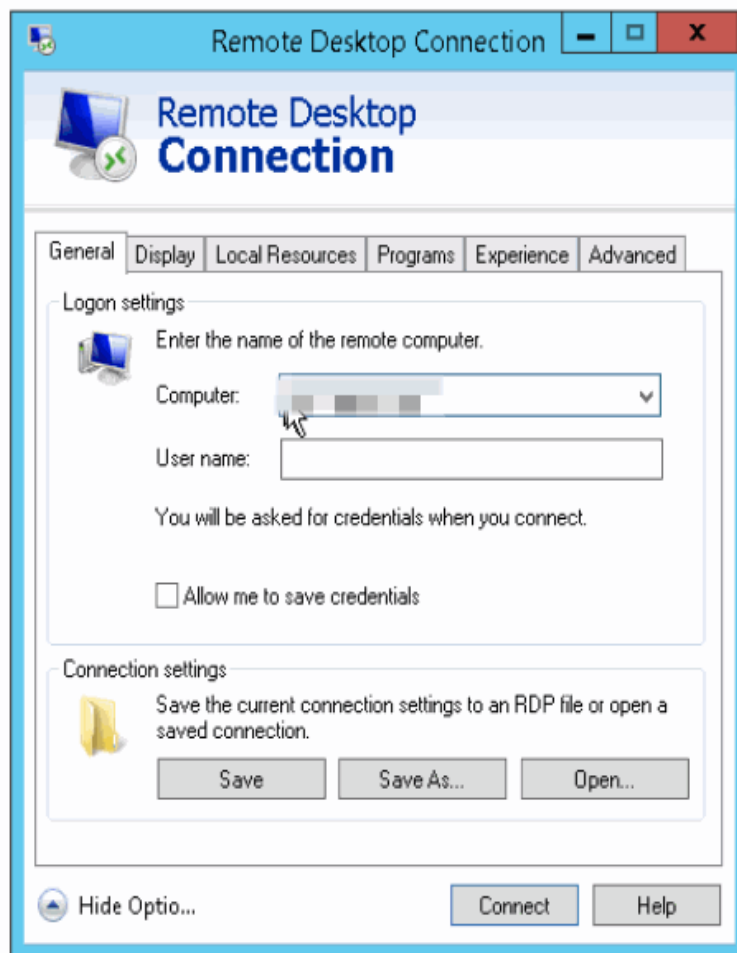 Remote Desktop Connection
Remote Desktop
Connection
General Display Local Resources Programs Experience Advanced
Logon settings
Enter the name of the remote computer.
Computer:
User name:
You will be asked for credentials when you connect.
Allow me to save credentials
Connection settings
Save the current connection settings to an RDP file or open a
saved connection.
Save Save As... Open...
Hide Optio... Connect Help